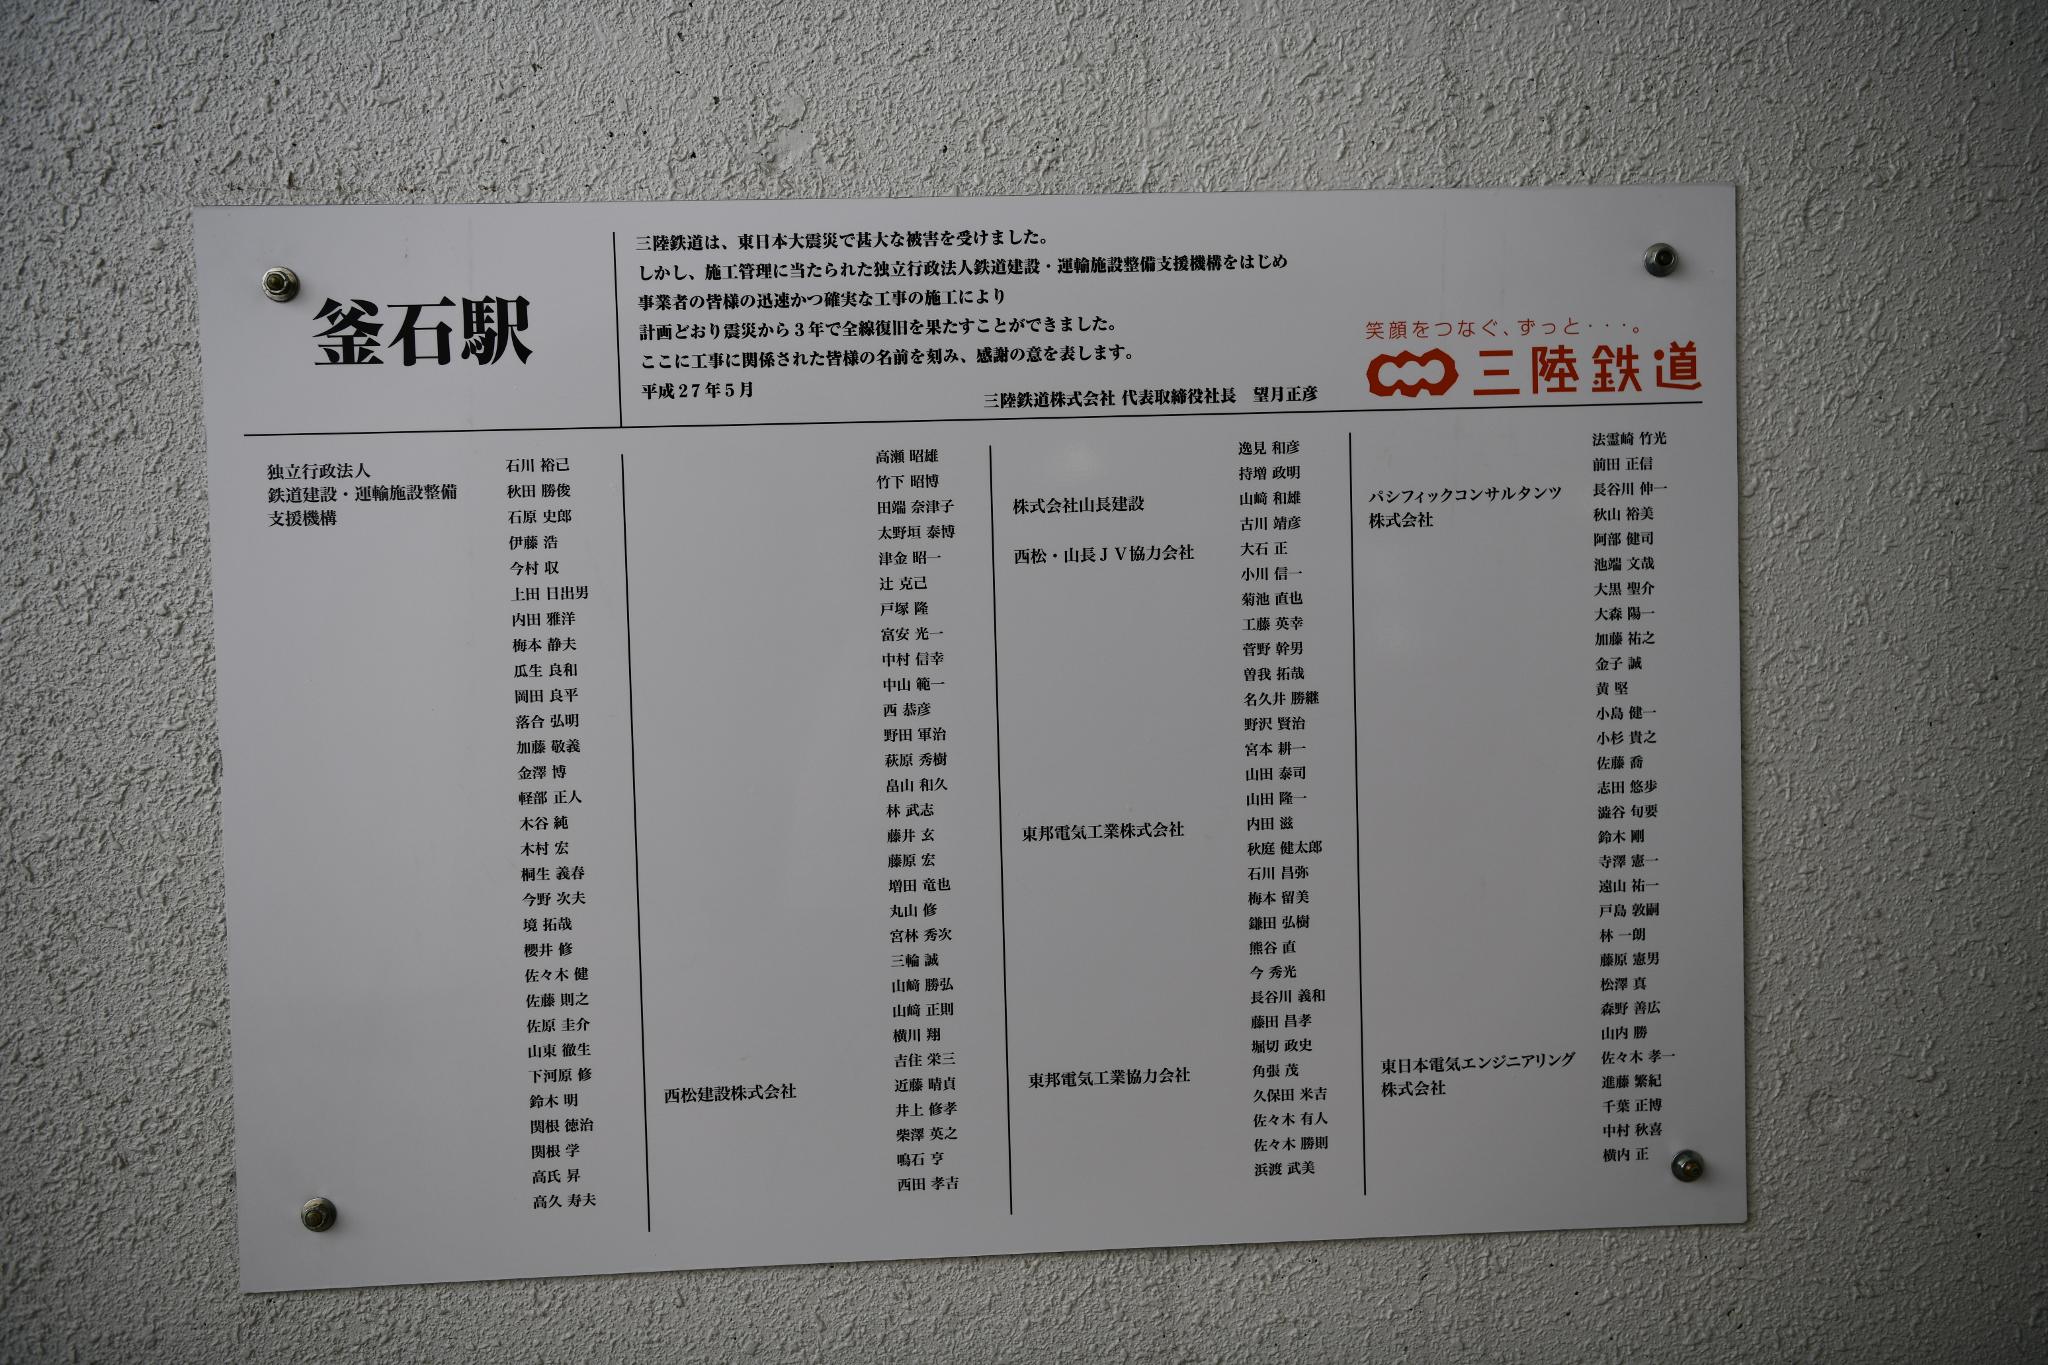 釜石駅
三陸鉄道は、東日本大震災で甚大な被害を受けました。
しかし、施工管理に当たられた独立行政法人鉄道建設・運輸施設整備支援機構をはじめ
事業者の皆様の迅速かつ確実な工事の施工により
計画どおり震災から3年で全線復旧を果たすことができました。
ここに工事に関係された皆様の名前を刻み、感謝の意を表します。
平成27年5月
三陸鉄道株式会社 代表取締役社長 望月正彦
笑顔をつなぐ、ずっと・・・。
三陸鉄道
独立行政法人
鉄道建設・運輸施設整備
支援機構
石川 裕己
秋田 勝俊
石原 史郎
伊藤 浩
今村 収
上田 日出男
内田 雅洋
梅本 静夫
瓜生 良和
岡田 良平
落合 弘明
加藤 敬義
金澤 博
軽部 正人
木谷 純
木村 宏
桐生 義春
今野 次夫
境 拓哉
櫻井 修
佐々木 健
佐藤 則之
佐原 圭介
山東 徹生
下河原 修
鈴木 明
関根 徳治
関根 学
高氏 昇
高久 寿夫
高瀬 昭雄
竹下 昭博
田端 奈津子
太野垣 泰博
津金 昭一
辻 克己
戸塚 隆
富安 光一
中村 信幸
中山 範一
西 恭彦
野田 軍治
萩原 秀樹
畠山 和久
林 武志
藤井 玄
藤原 宏
増田 竜也
丸山 修
宮林 秀次
三輪 誠
山﨑 勝弘
山﨑 正則
横川 翔
吉住 栄三
西松建設株式会社
近藤 晴貞
井上 修孝
柴澤 英之
鳴石 亨
西田 孝吉
逸見 和彦
持増 政明
株式会社山長建設
山﨑 和雄
古川 靖彦
西松・山長JV協力会社
大石 正
小川 信一
菊池 直也
工藤 英幸
菅野 幹男
曽我 拓哉
名久井 勝継
野沢 賢治
宮本 耕一
山田 泰司
山田 隆一
東邦電気工業株式会社
内田 滋
秋庭 健太郎
石川 昌弥
梅本 留美
鎌田 弘樹
熊谷 直
今 秀光
長谷川 義和
藤田 昌孝
堀切 政史
東邦電気工業協力会社
角張 茂
久保田 米吉
佐々木 有人
佐々木 勝則
浜渡 武美
法霊崎 竹光
前田 正信
パシフィックコンサルタンツ
株式会社
長谷川 伸一
秋山 裕美
阿部 健司
池端 文哉
大黒 聖介
大森 陽一
加藤 祐之
金子 誠
黄 堅
小島 健一
小杉 貴之
佐藤 喬
志田 悠歩
澁谷 旬要
鈴木 剛
寺澤 憲一
遠山 祐一
戸島 敦嗣
林 一朗
藤原 憲男
松澤 真
森野 善広
山内 勝
東日本電気エンジニアリング
株式会社
佐々木 孝一
進藤 繁紀
千葉 正博
中村 秋喜
横内 正